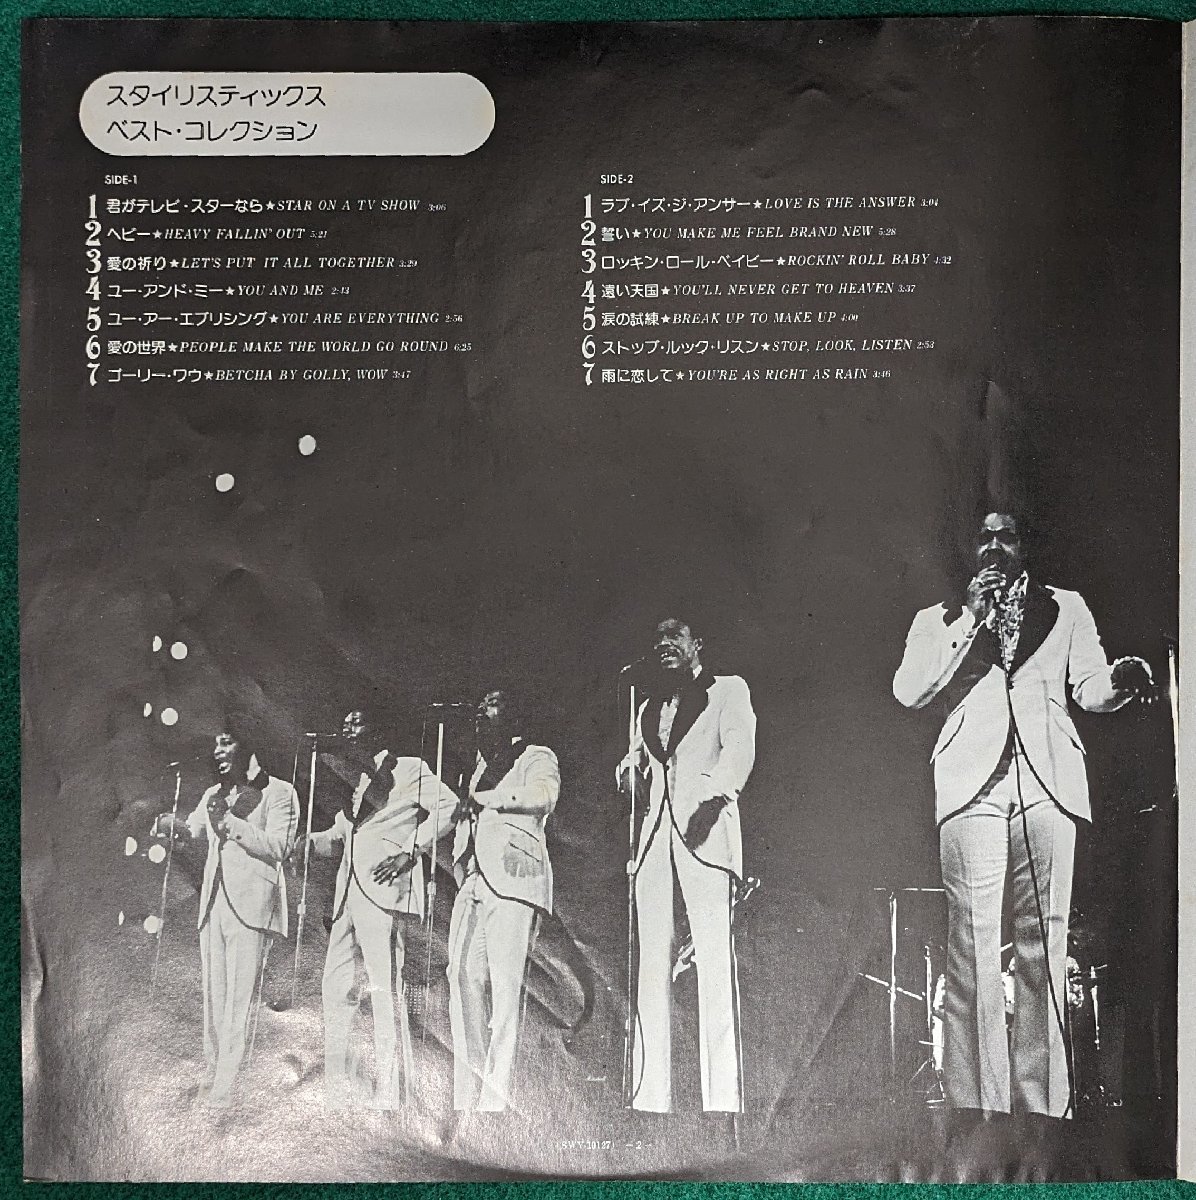 スタイリスティックス
ベスト・コレクション
SIDE-1
1 君がテレビ・スターなら★STAR ON A TV SHOW 3:06
2 ヘビー★HEAVY FALLIN' OUT 5:21
3 愛の祈り★LET'S PUT IT ALL TOGETHER 3:29
4 ユー・アンド・ミー★YOU AND ME 2:43
5 ユー・アー・エブリシング★YOU ARE EVERYTHING 2:56
6 愛の世界★PEOPLE MAKE THE WORLD GO ROUND 6:25
7 ゴーリー・ワウ★BETCHA BY GOLLY, WOW 3:47
SIDE-2
1 ラブ・イズ・ジ・アンサー★LOVE IS THE ANSWER 3:04
2 誓い★YOU MAKE ME FEEL BRAND NEW 5:28
3 ロッキン・ロール・ベイビー★ROCKIN' ROLL BABY 4:32
4 遠い天国★YOU'LL NEVER GET TO HEAVEN 3:37
5 涙の試練★BREAK UP TO MAKE UP 4:00
6 ストップ・ルック・リスン★STOP, LOOK, LISTEN 2:53
7 雨に恋して★YOU'RE AS RIGHT AS RAIN 3:46
(SWX-10127) －2－